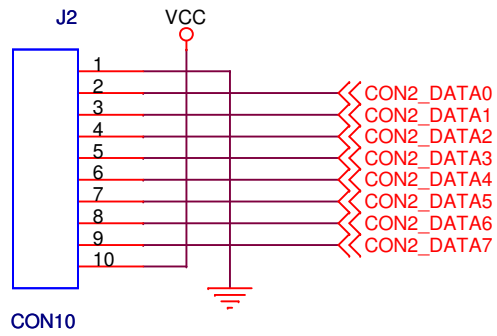 J2
VCC
1
2
CON2_DATA0
3
CON2_DATA1
4
CON2_DATA2
5
CON2_DATA3
6
CON2_DATA4
7
CON2_DATA5
8
CON2_DATA6
9
CON2_DATA7
10
CON10